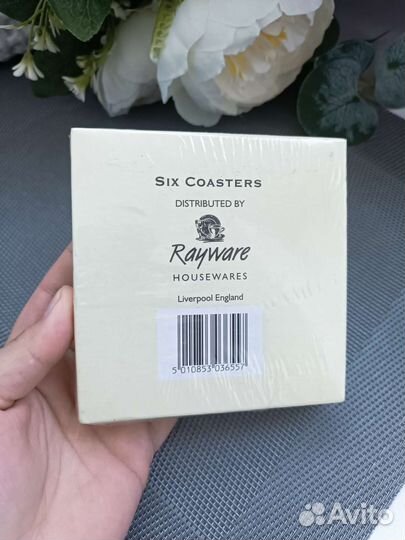 SIX COASTERS
DISTRIBUTED BY
Rayware
HOUSEWARES
Liverpool England
5 010853 036557
Avito